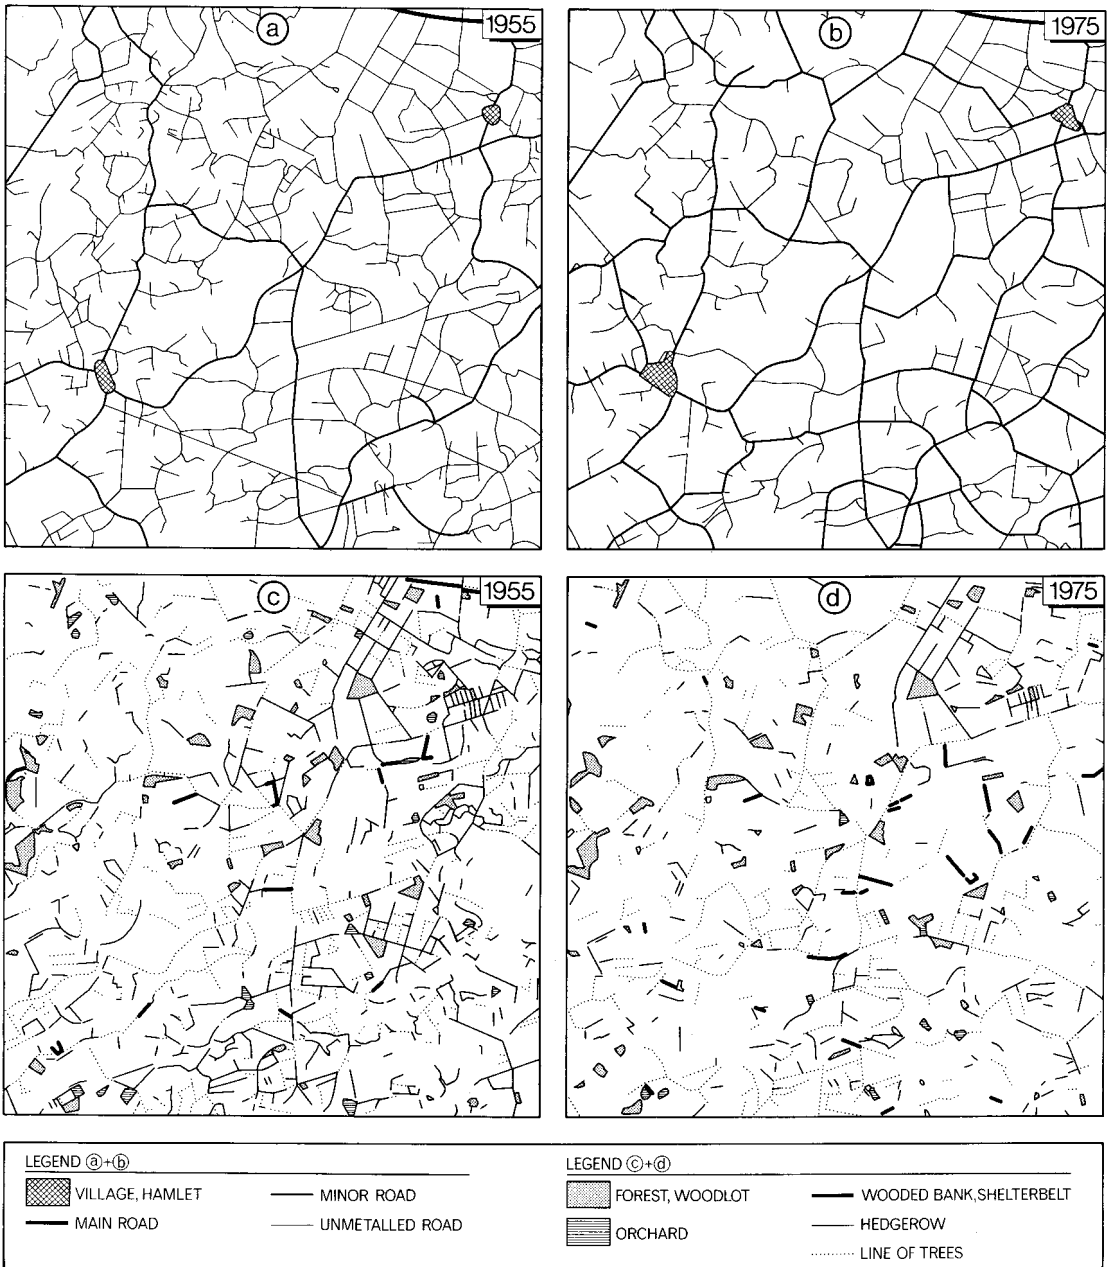 1955
a
1975
b
1955
c
1975
d
LEGEND ⓐ+ⓑ
VILLAGE, HAMLET
MINOR ROAD
MAIN ROAD
UNMETALLED ROAD
LEGEND ⓒ+ⓓ
FOREST, WOODLOT
WOODED BANK, SHELTERBELT
ORCHARD
HEDGEROW
LINE OF TREES